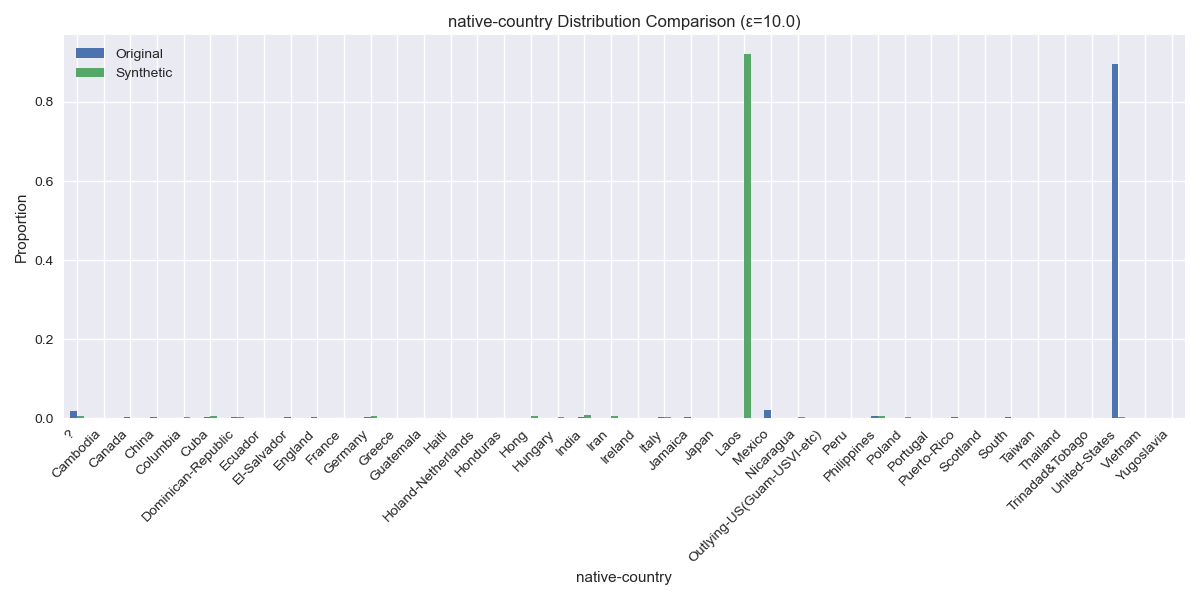 native-country Distribution Comparison (ε=10.0)
Original
Synthetic
Proportion
0.8
0.6
0.4
0.2
0.0
?
Cambodia
Canada
China
Columbia
Cuba
Dominican-Republic
Ecuador
El-Salvador
England
France
Germany
Greece
Guatemala
Haiti
Holand-Netherlands
Honduras
Hong
Hungary
India
Iran
Ireland
Italy
Jamaica
Japan
Laos
Mexico
Nicaragua
Outlying-US(Guam-USVI-etc)
Peru
Philippines
Poland
Portugal
Puerto-Rico
Scotland
South
Taiwan
Thailand
Trinadad&Tobago
United-States
Vietnam
Yugoslavia
native-country